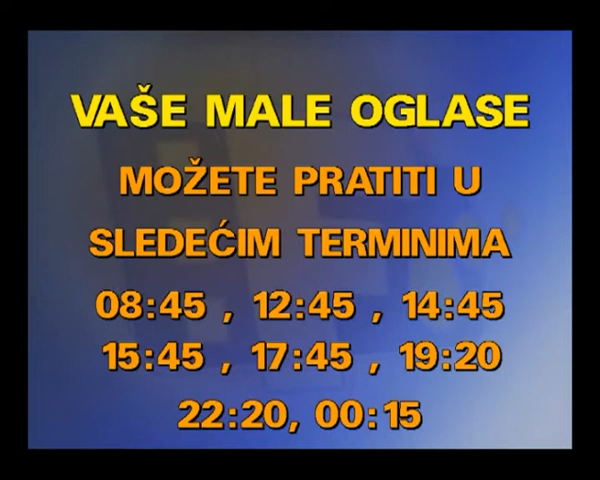 VAŠE MALE OGLASE
MOŽETE PRATITI U
SLEDEĆIM TERMINIMA
08:45 , 12:45 , 14:45
15:45 , 17:45 , 19:20
22:20, 00:15